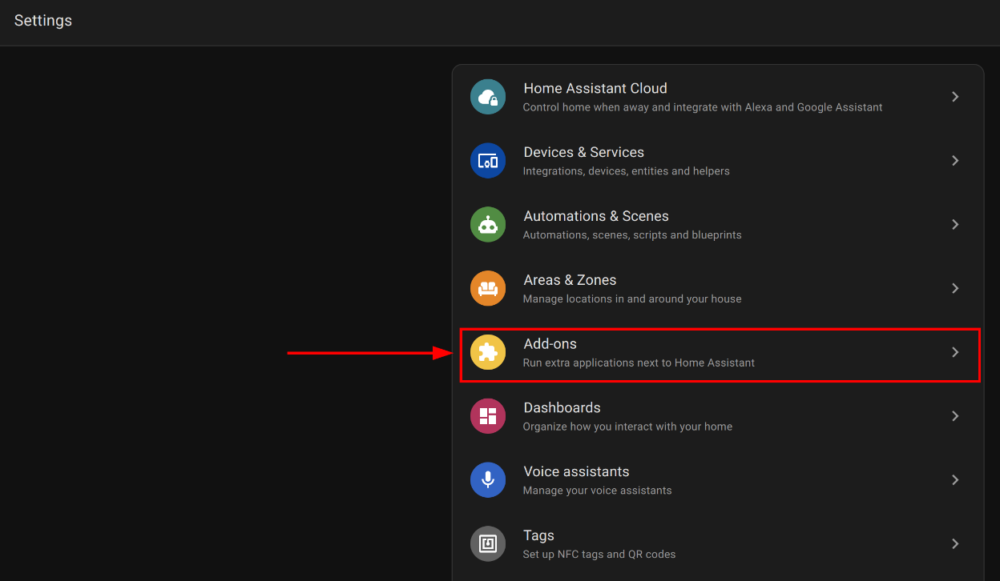 Settings
Home Assistant Cloud
Control home when away and integrate with Alexa and Google Assistant
Devices & Services
Integrations, devices, entities and helpers
Automations & Scenes
Automations, scenes, scripts and blueprints
Areas & Zones
Manage locations in and around your house
Add-ons
Run extra applications next to Home Assistant
Dashboards
Organize how you interact with your home
Voice assistants
Manage your voice assistants
Tags
Set up NFC tags and QR codes